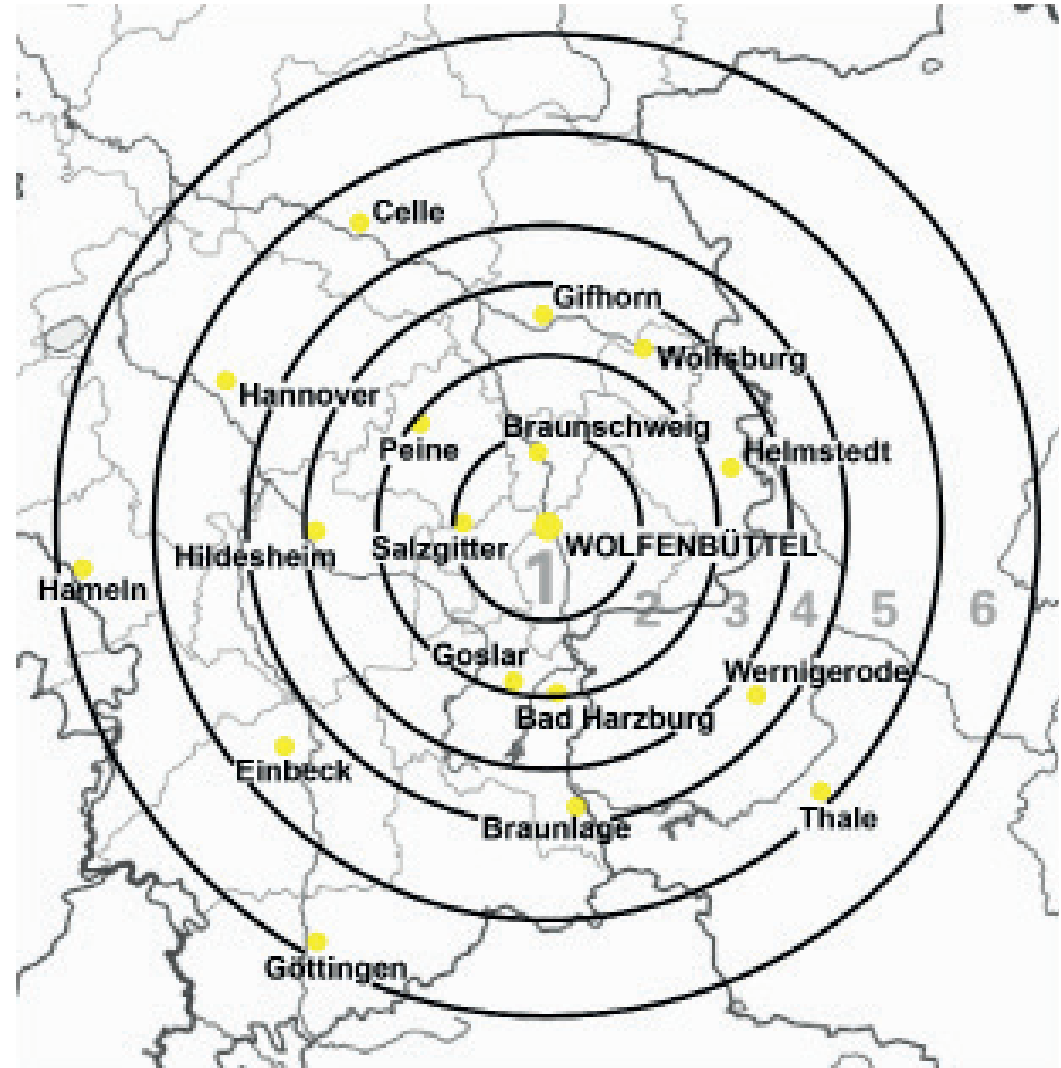 Celle
Gifhorn
Wolfsburg
Hannover
Braunschweig
Peine
Helmstedt
Salzgitter
WOLFENBÜTTEL
Hildesheim
Hameln
1
2
3
4
5
6
Goslar
Wernigerode
Bad Harzburg
Einbeck
Braunlage
Thale
Göttingen